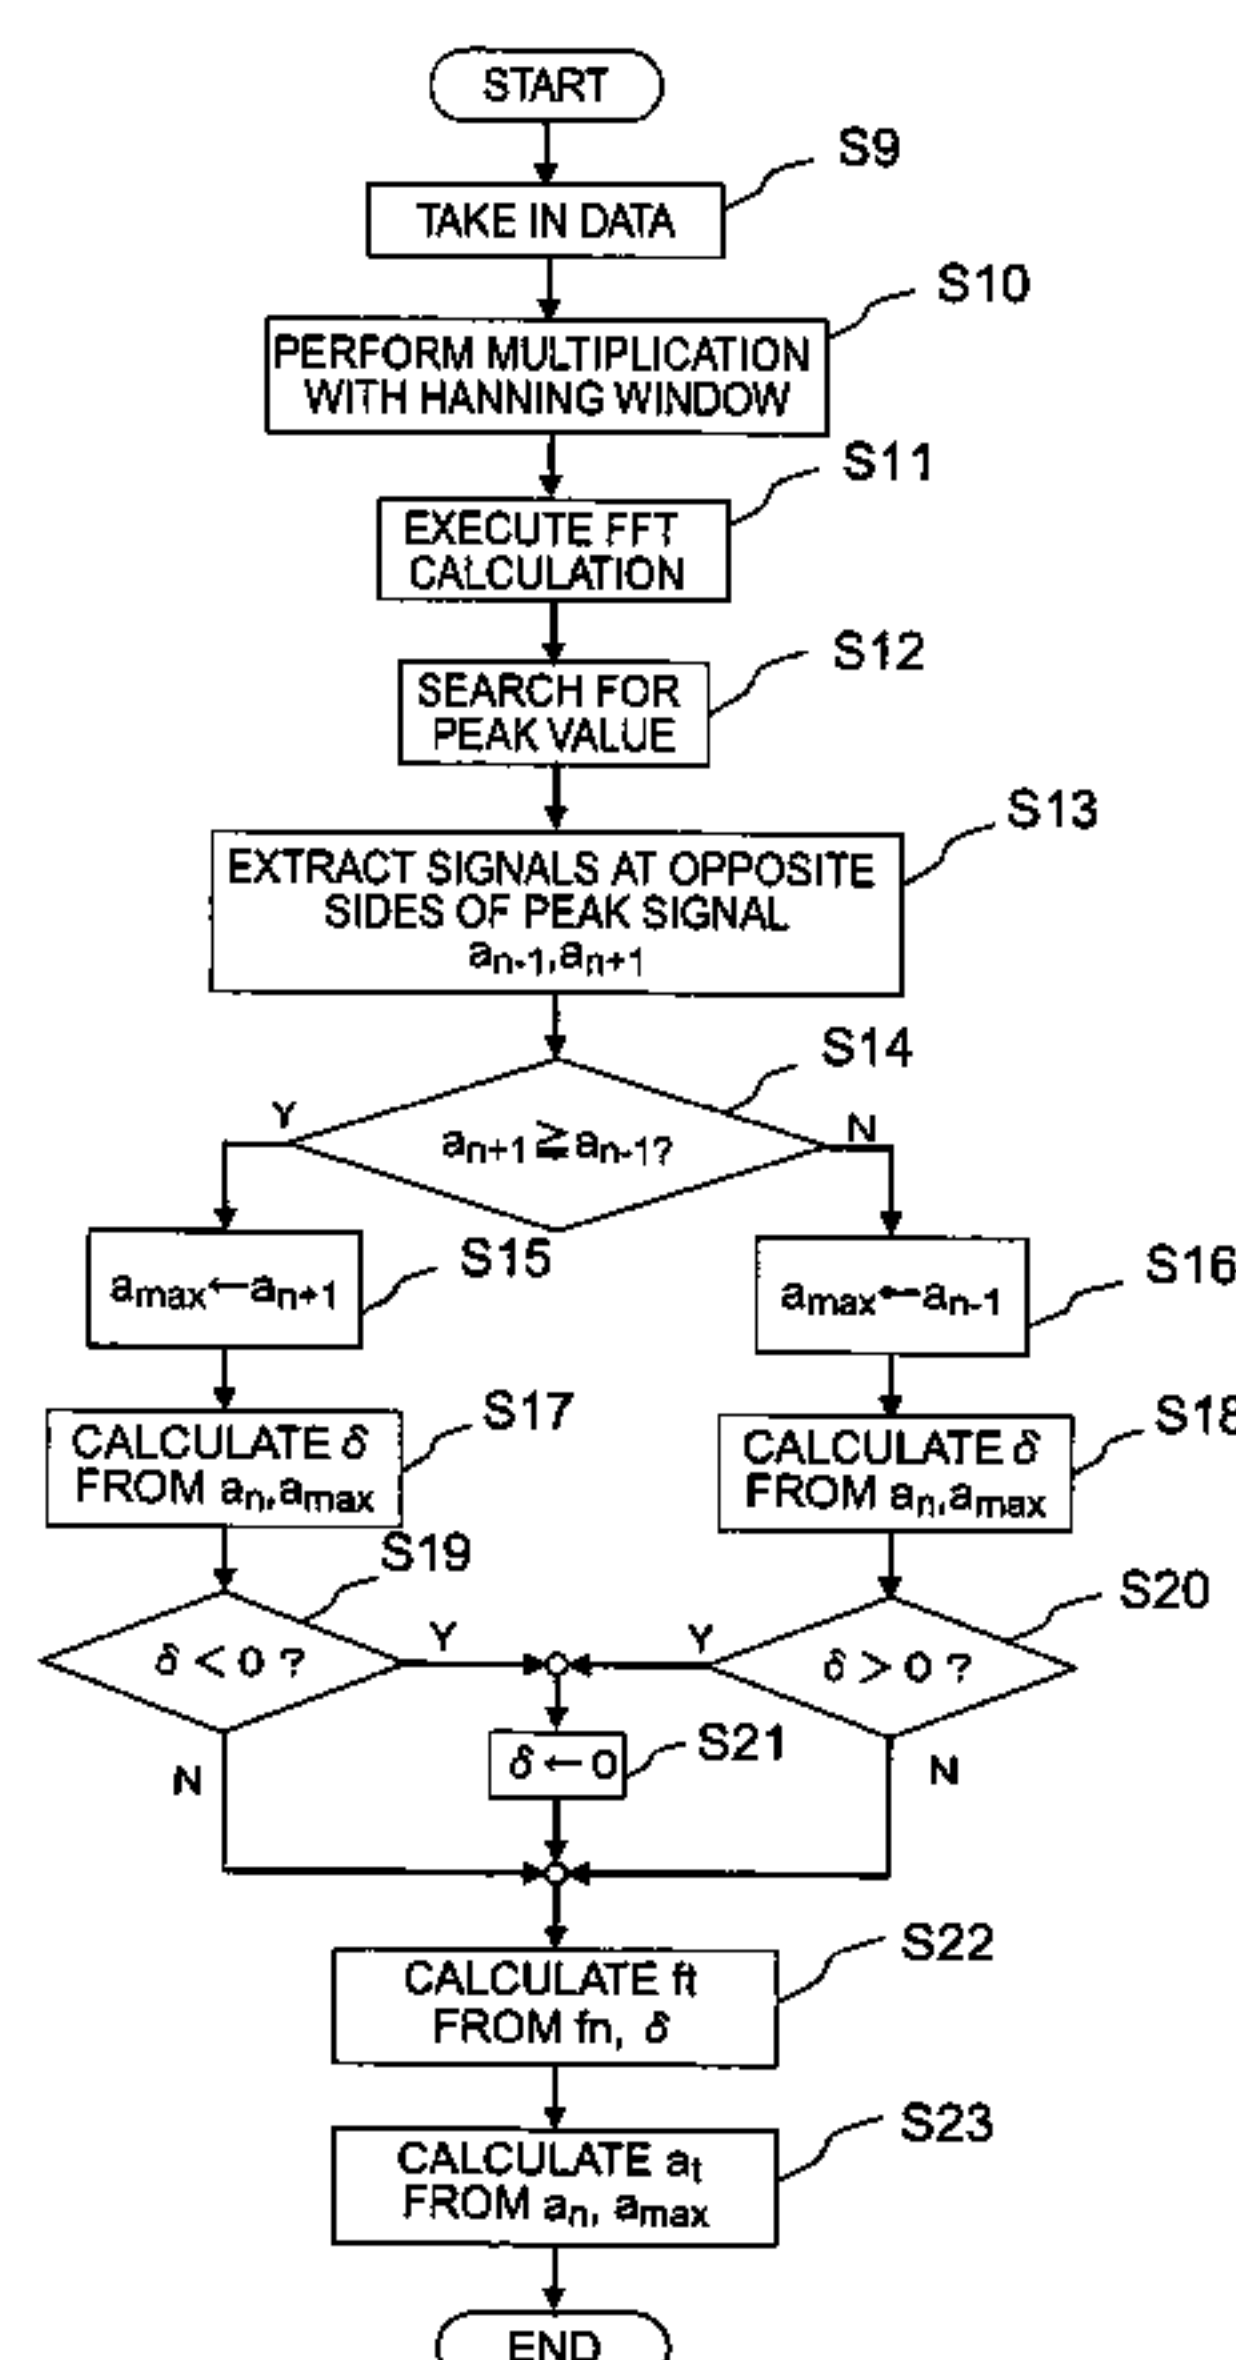 START
S9
TAKE IN DATA
S10
PERFORM MULTIPLICATION
WITH HANNING WINDOW
S11
EXECUTE FFT
CALCULATION
S12
SEARCH FOR
PEAK VALUE
S13
EXTRACT SIGNALS AT OPPOSITE
SIDES OF PEAK SIGNAL
an-1,an+1
S14
Y
an+1≧an-1?
N
S15
amax←an+1
S16
amax←an-1
S17
CALCULATE δ
FROM an,amax
S18
CALCULATE δ
FROM an,amax
S19
δ < 0 ?
Y
S20
Y
δ > 0 ?
S21
δ ← 0
N
N
S22
CALCULATE ft
FROM fn, δ
S23
CALCULATE at
FROM an, amax
END